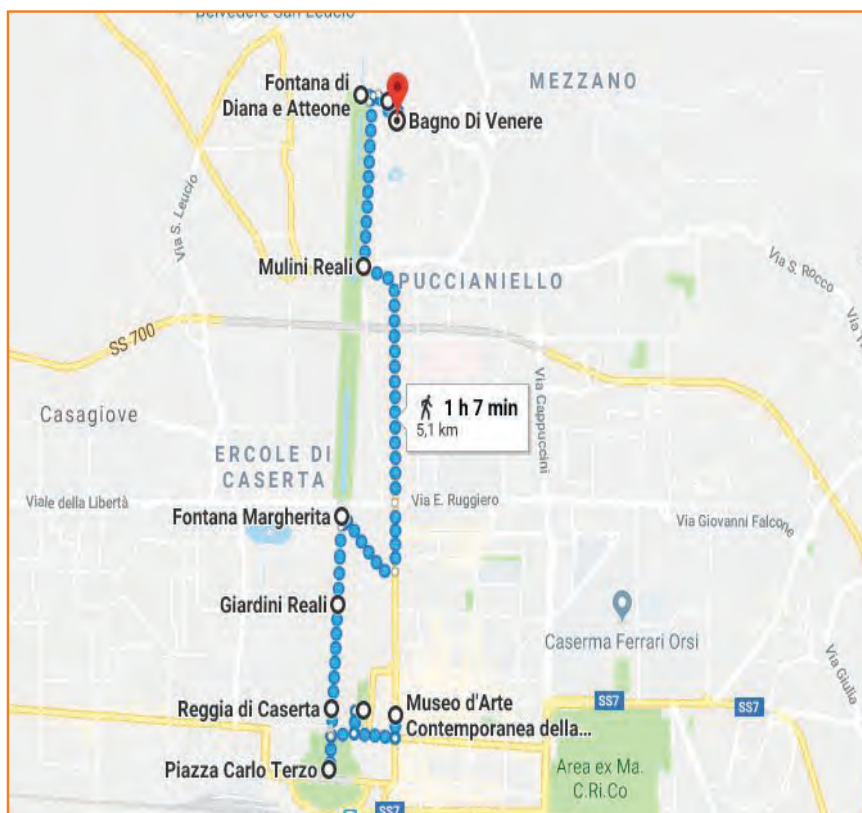 Belvedere San Leucio
Fontana di
Diana e Atteone
MEZZANO
Bagno Di Venere
Via S. Leucio
Mulini Reali
PUCCIANIELLO
Via S. Rocco
SS 700
1 h 7 min
5,1 km
Via Cappuccini
Casagiove
ERCOLE DI
CASERTA
Viale della Libertà
Via E. Ruggiero
Fontana Margherita
Via Giovanni Falcone
Giardini Reali
Caserma Ferrari Orsi
Via Giulia
Reggia di Caserta
Museo d'Arte
Contemporanea della...
SS7
SS7
Piazza Carlo Terzo
Area ex Ma.
C.Ri.Co
SS7